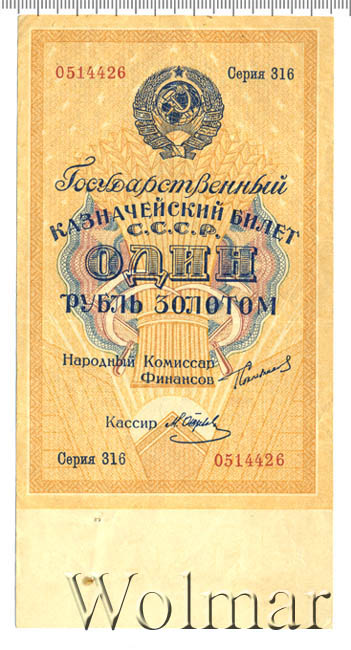 0514426 Серия 316
Государственный
КАЗНАЧЕЙСКИЙ БИЛЕТ
С.С.С.Р.
ОДИН
РУБЛЬ ЗОЛОТОМ
Народный Комиссар
Финансов
Кассир
Серия 316 0514426
Wolmar